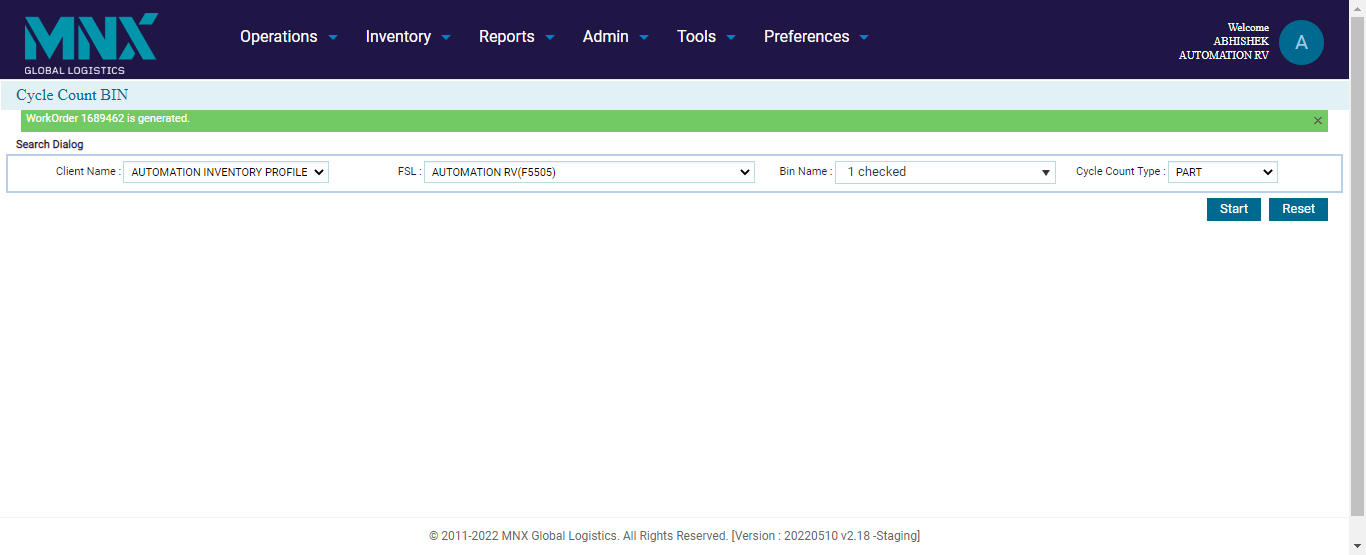 MNX
GLOBAL LOGISTICS
Operations Inventory Reports Admin Tools Preferences
Welcome
ABHISHEK
AUTOMATION RV
A
Cycle Count BIN
WorkOrder 1689462 is generated. ×
Search Dialog
Client Name : AUTOMATION INVENTORY PROFILE FSL : AUTOMATION RV(F5505) Bin Name : 1 checked Cycle Count Type : PART
Start Reset
© 2011-2022 MNX Global Logistics. All Rights Reserved. [Version : 20220510 v2.18 -Staging]